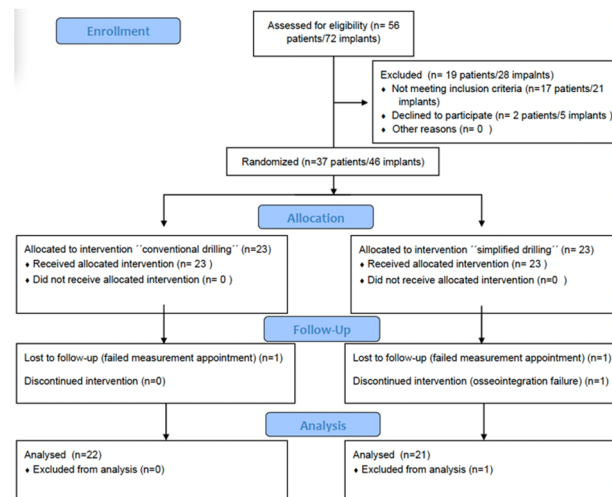 Enrollment
Assessed for eligibility (n= 56
patients/72 implants)
Excluded (n= 19 patients/28 impalnts)
♦ Not meeting inclusion criteria (n=17 patients/21
implants)
♦ Declined to participate (n= 2 patients/5 implants )
♦ Other reasons (n= 0 )
Randomized (n=37 patients/46 implants)
Allocation
Allocated to intervention ´´conventional drilling´´ (n=23)
♦ Received allocated intervention (n= 23 )
♦ Did not receive allocated intervention (n= 0 )
Allocated to intervention ´´simplified drilling´´ (n= 23)
♦ Received allocated intervention (n= 23 )
♦ Did not receive allocated intervention (n=0 )
Follow-Up
Lost to follow-up (failed measurement appointment) (n=1)
Discontinued intervention (n=0)
Lost to follow-up (failed measurement appointment) (n=1)
Discontinued intervention (osseointegration failure) (n=1)
Analysis
Analysed (n=22)
♦ Excluded from analysis (n=0)
Analysed (n=21)
♦ Excluded from analysis (n=1)